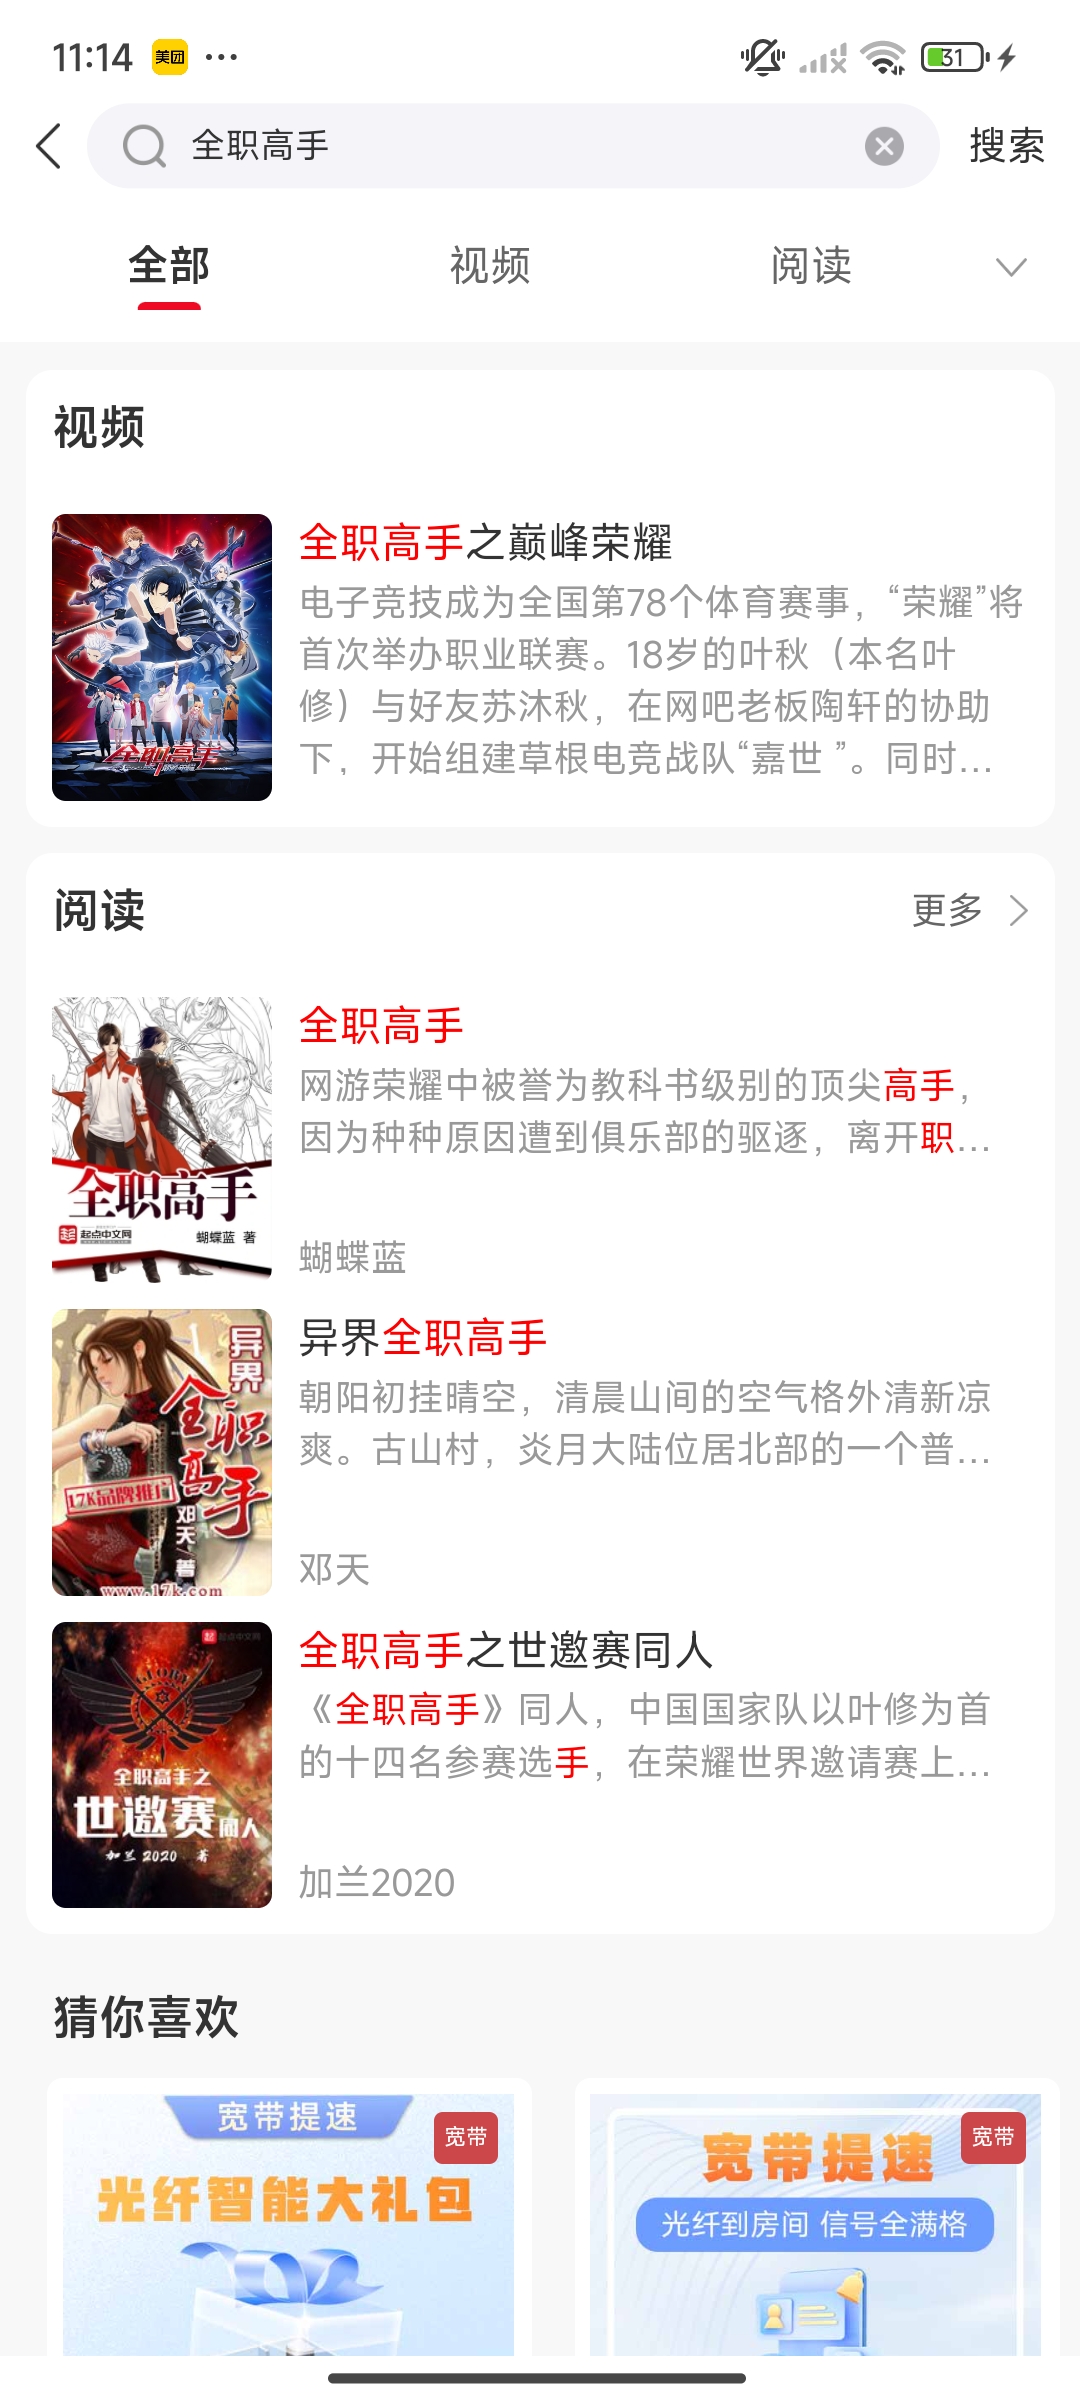 11:14 美团 ...
31
全职高手
搜索
全部
视频
阅读
视频
全职高手
全职高手之巅峰荣耀
电子竞技成为全国第78个体育赛事，“荣耀”将
首次举办职业联赛。18岁的叶秋（本名叶
修）与好友苏沐秋，在网吧老板陶轩的协助
下，开始组建草根电竞战队“嘉世 ”。同时...
阅读
更多
全职高手
起点中文网
蝴蝶蓝 著
全职高手
网游荣耀中被誉为教科书级别的顶尖高手，
因为种种原因遭到俱乐部的驱逐，离开职...
蝴蝶蓝
异界
全职高手
17K品牌推广
邓天 著
www.17k.com
异界全职高手
朝阳初挂晴空，清晨山间的空气格外清新凉
爽。古山村，炎月大陆位居北部的一个普...
邓天
起点中文网
GLORY
全职高手之
世邀赛同人
加兰2020 著
全职高手之世邀赛同人
《全职高手》同人，中国国家队以叶修为首
的十四名参赛选手，在荣耀世界邀请赛上...
加兰2020
猜你喜欢
宽带提速
宽带
光纤智能大礼包
宽带提速
宽带
光纤到房间 信号全满格